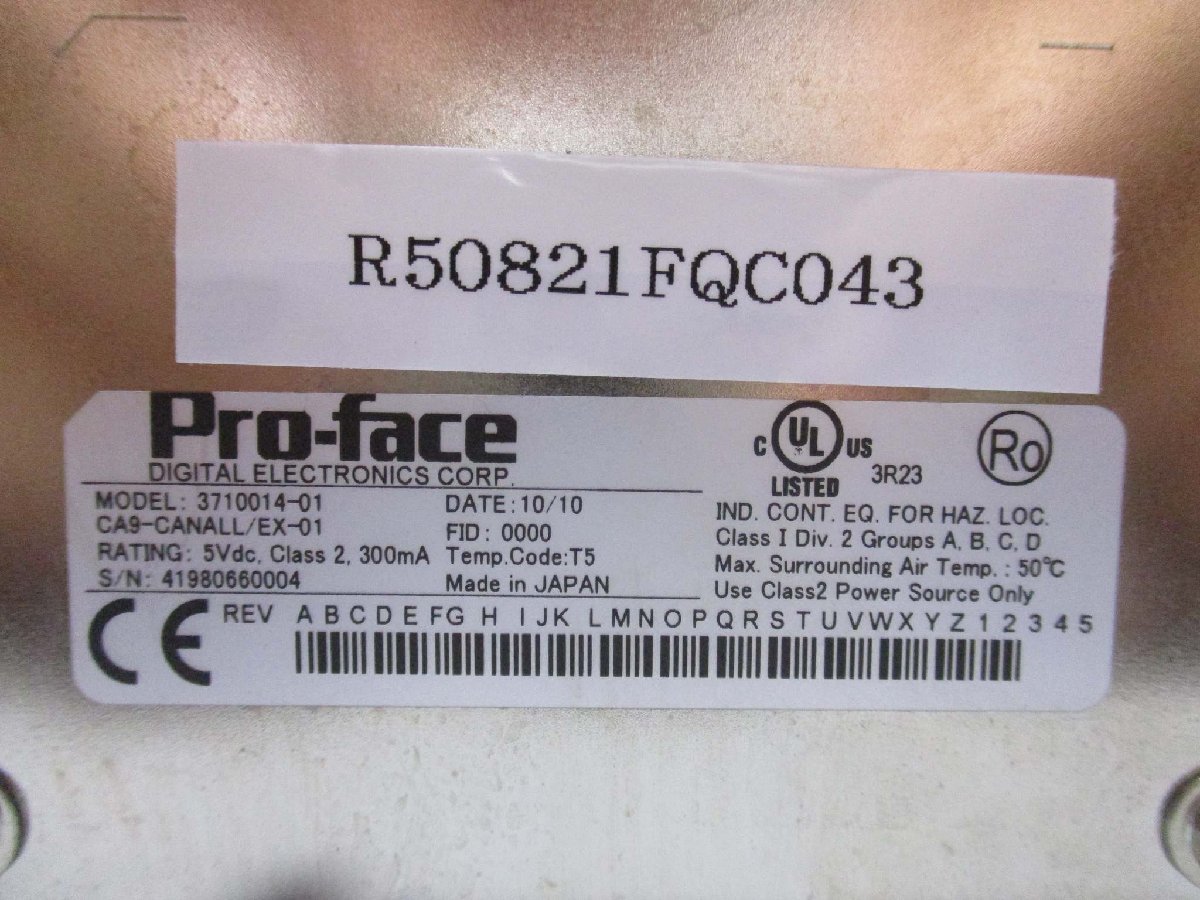 R50821FQC043
Pro-face
DIGITAL ELECTRONICS CORP.
MODEL: 3710014-01
CA9-CANALL/EX-01
RATING: 5Vdc, Class 2, 300mA
S/N: 41980660004
DATE: 10/10
FID: 0000
Temp.Code:T5
Made in JAPAN
C UL US
LISTED
3R23
Ro
IND. CONT. EQ. FOR HAZ. LOC.
Class I Div. 2 Groups A, B, C, D
Max. Surrounding Air Temp. : 50℃
Use Class2 Power Source Only
CE
REV A B C D E F G H I J K L M N O P Q R S T U V W X Y Z 1 2 3 4 5